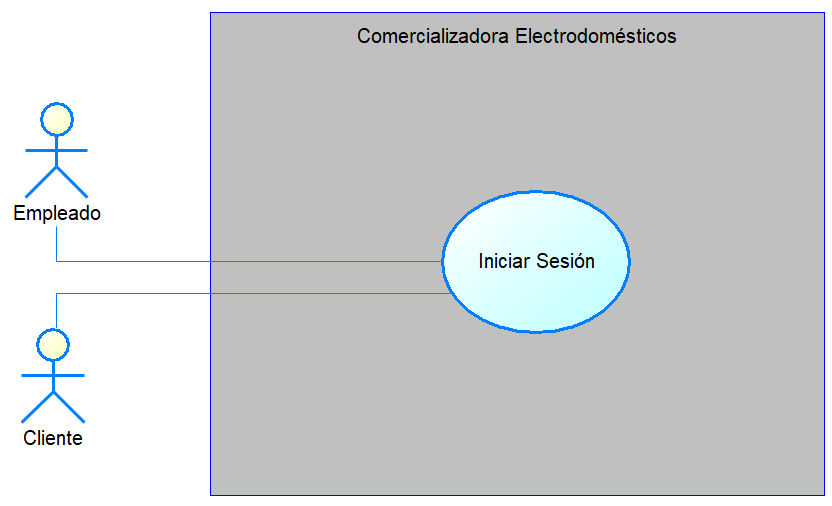 Comercializadora Electrodomésticos
Empleado
Iniciar Sesión
Cliente